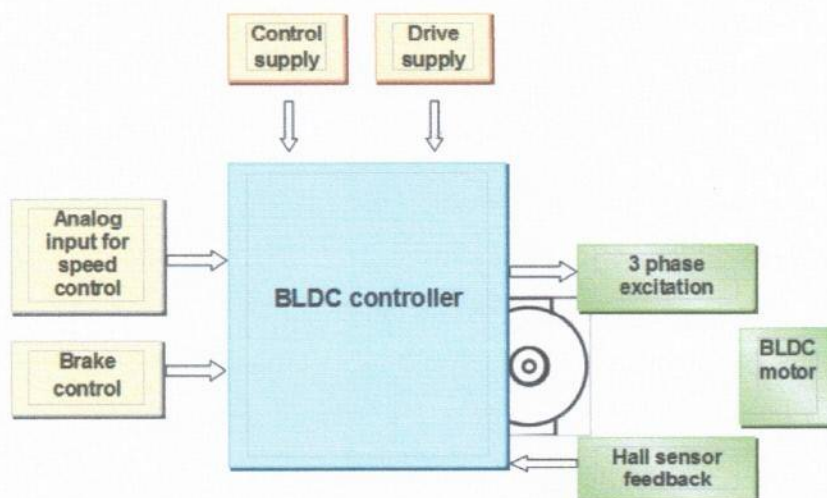 Control
supply
Drive
supply
Analog
input for
speed
control
BLDC controller
3 phase
excitation
Brake
control
BLDC
motor
Hall sensor
feedback